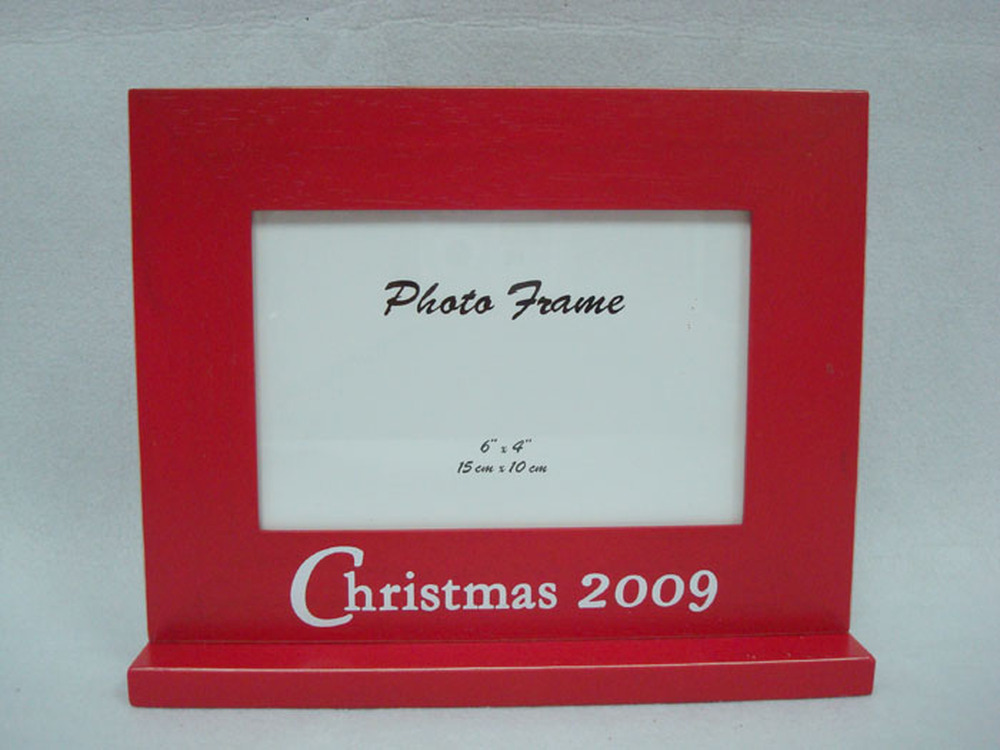 Photo Frame
6" x 4"
15 cm x 10 cm
Christmas 2009